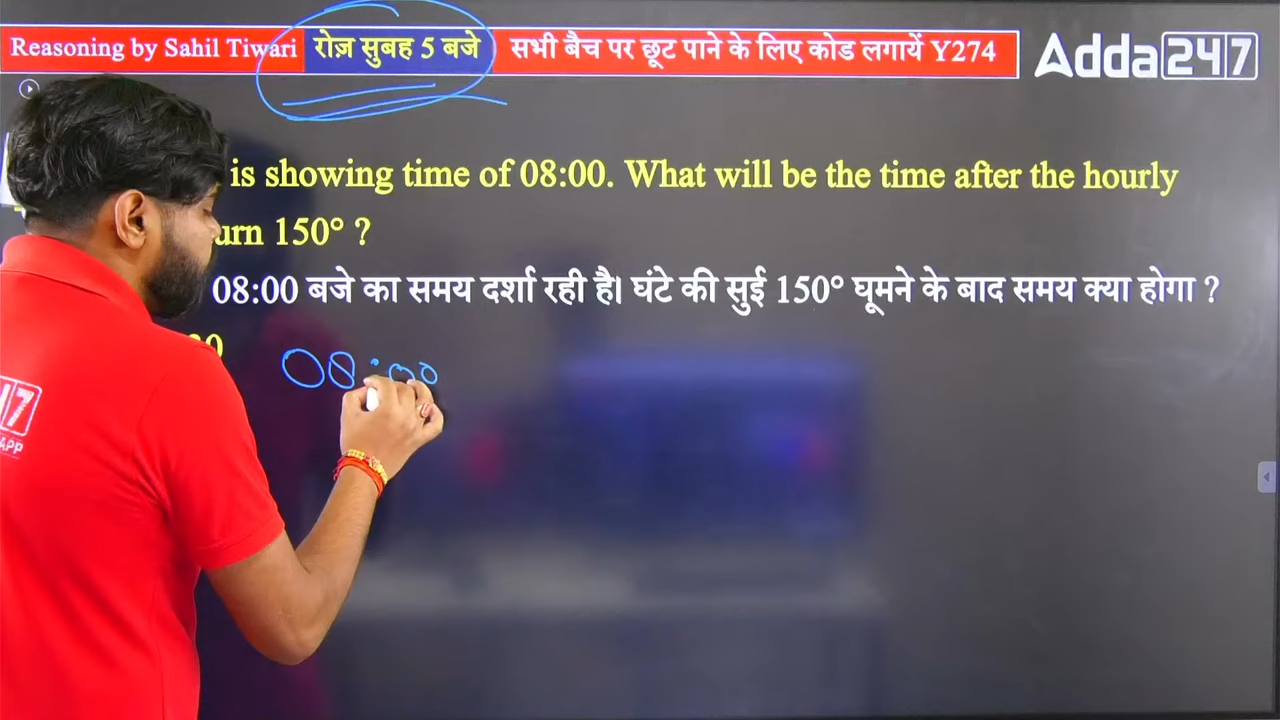 Reasoning by Sahil Tiwari रोज़ सुबह 5 बजे सभी बैच पर छूट पाने के लिए कोड लगायें Y274
Adda247
is showing time of 08:00. What will be the time after the hourly
urn 150° ?
08:00 बजे का समय दर्शा रही है। घंटे की सुई 150° घूमने के बाद समय क्या होगा ?
08:00
17
APP